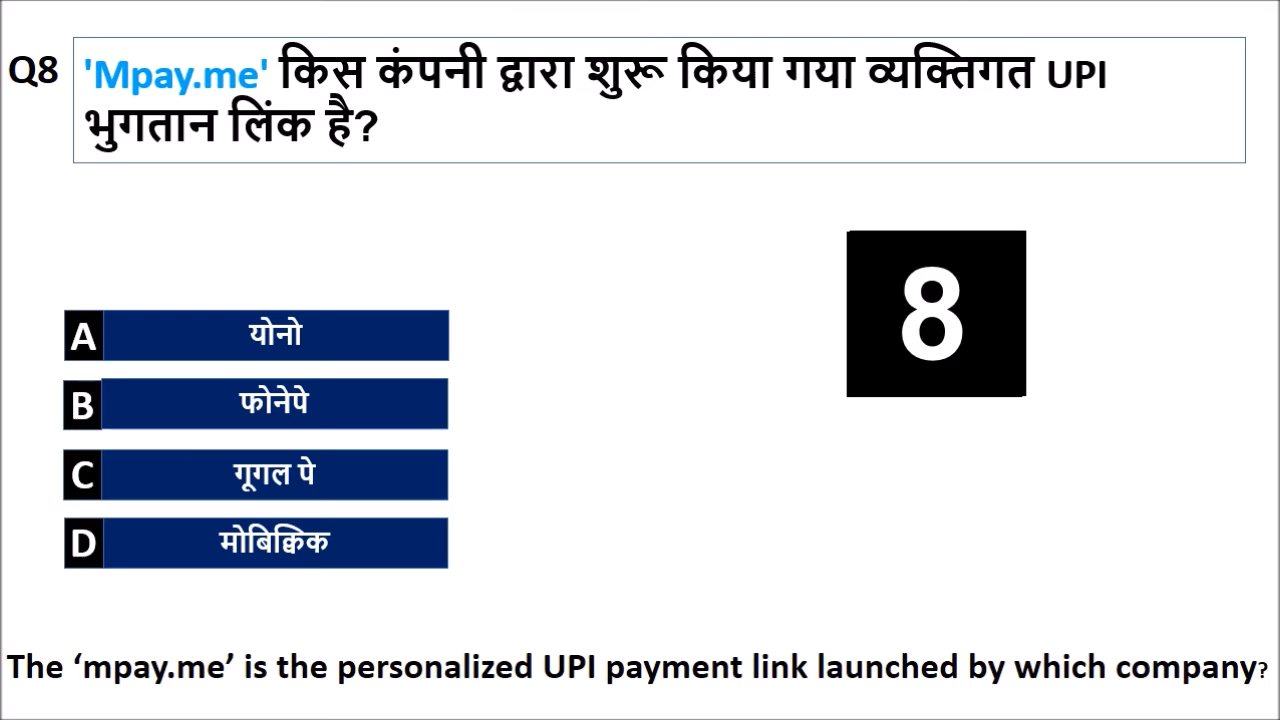 Q8
'Mpay.me' किस कंपनी द्वारा शुरू किया गया व्यक्तिगत UPI
भुगतान लिंक है?
8
A योनो
B फोनेपे
C गूगल पे
D मोबिक्विक
The ‘mpay.me’ is the personalized UPI payment link launched by which company?